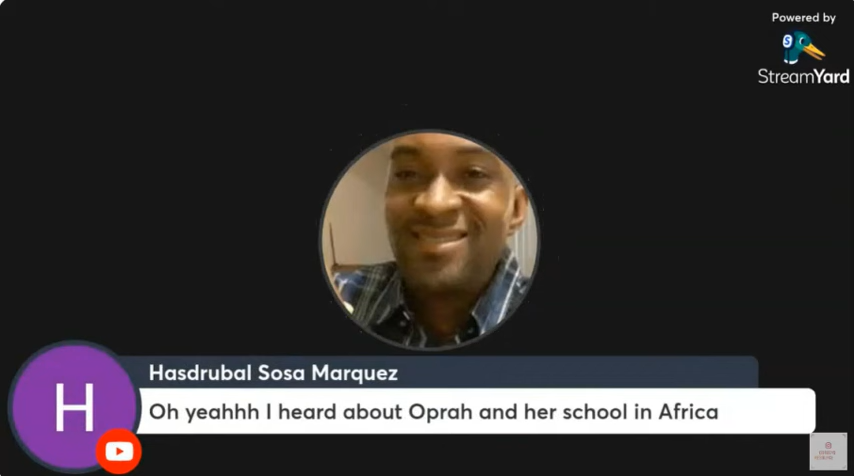 Powered by
StreamYard
Hasdrubal Sosa Marquez
H
Oh yeahhh I heard about Oprah and her school in Africa